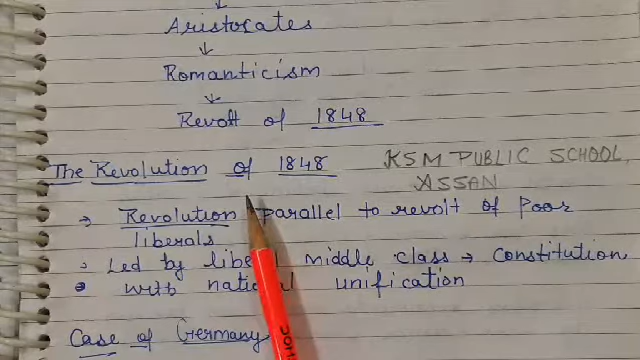 Aristocrates
↓
Romanticism
↓
Revolt of 1848
The Revolution of 1848
KSM PUBLIC SCHOOL,
ASSAN
→ Revolution parallel to revolt of Poor
liberals
Led by liberal middle class → Constitution
with national unification
Case of Germany